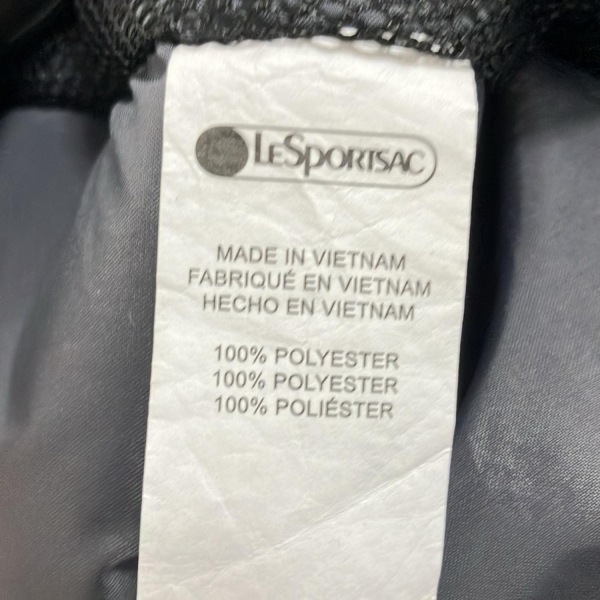 LeSportsac
MADE IN VIETNAM
FABRIQUÉ EN VIETNAM
HECHO EN VIETNAM
100% POLYESTER
100% POLYESTER
100% POLIÉSTER